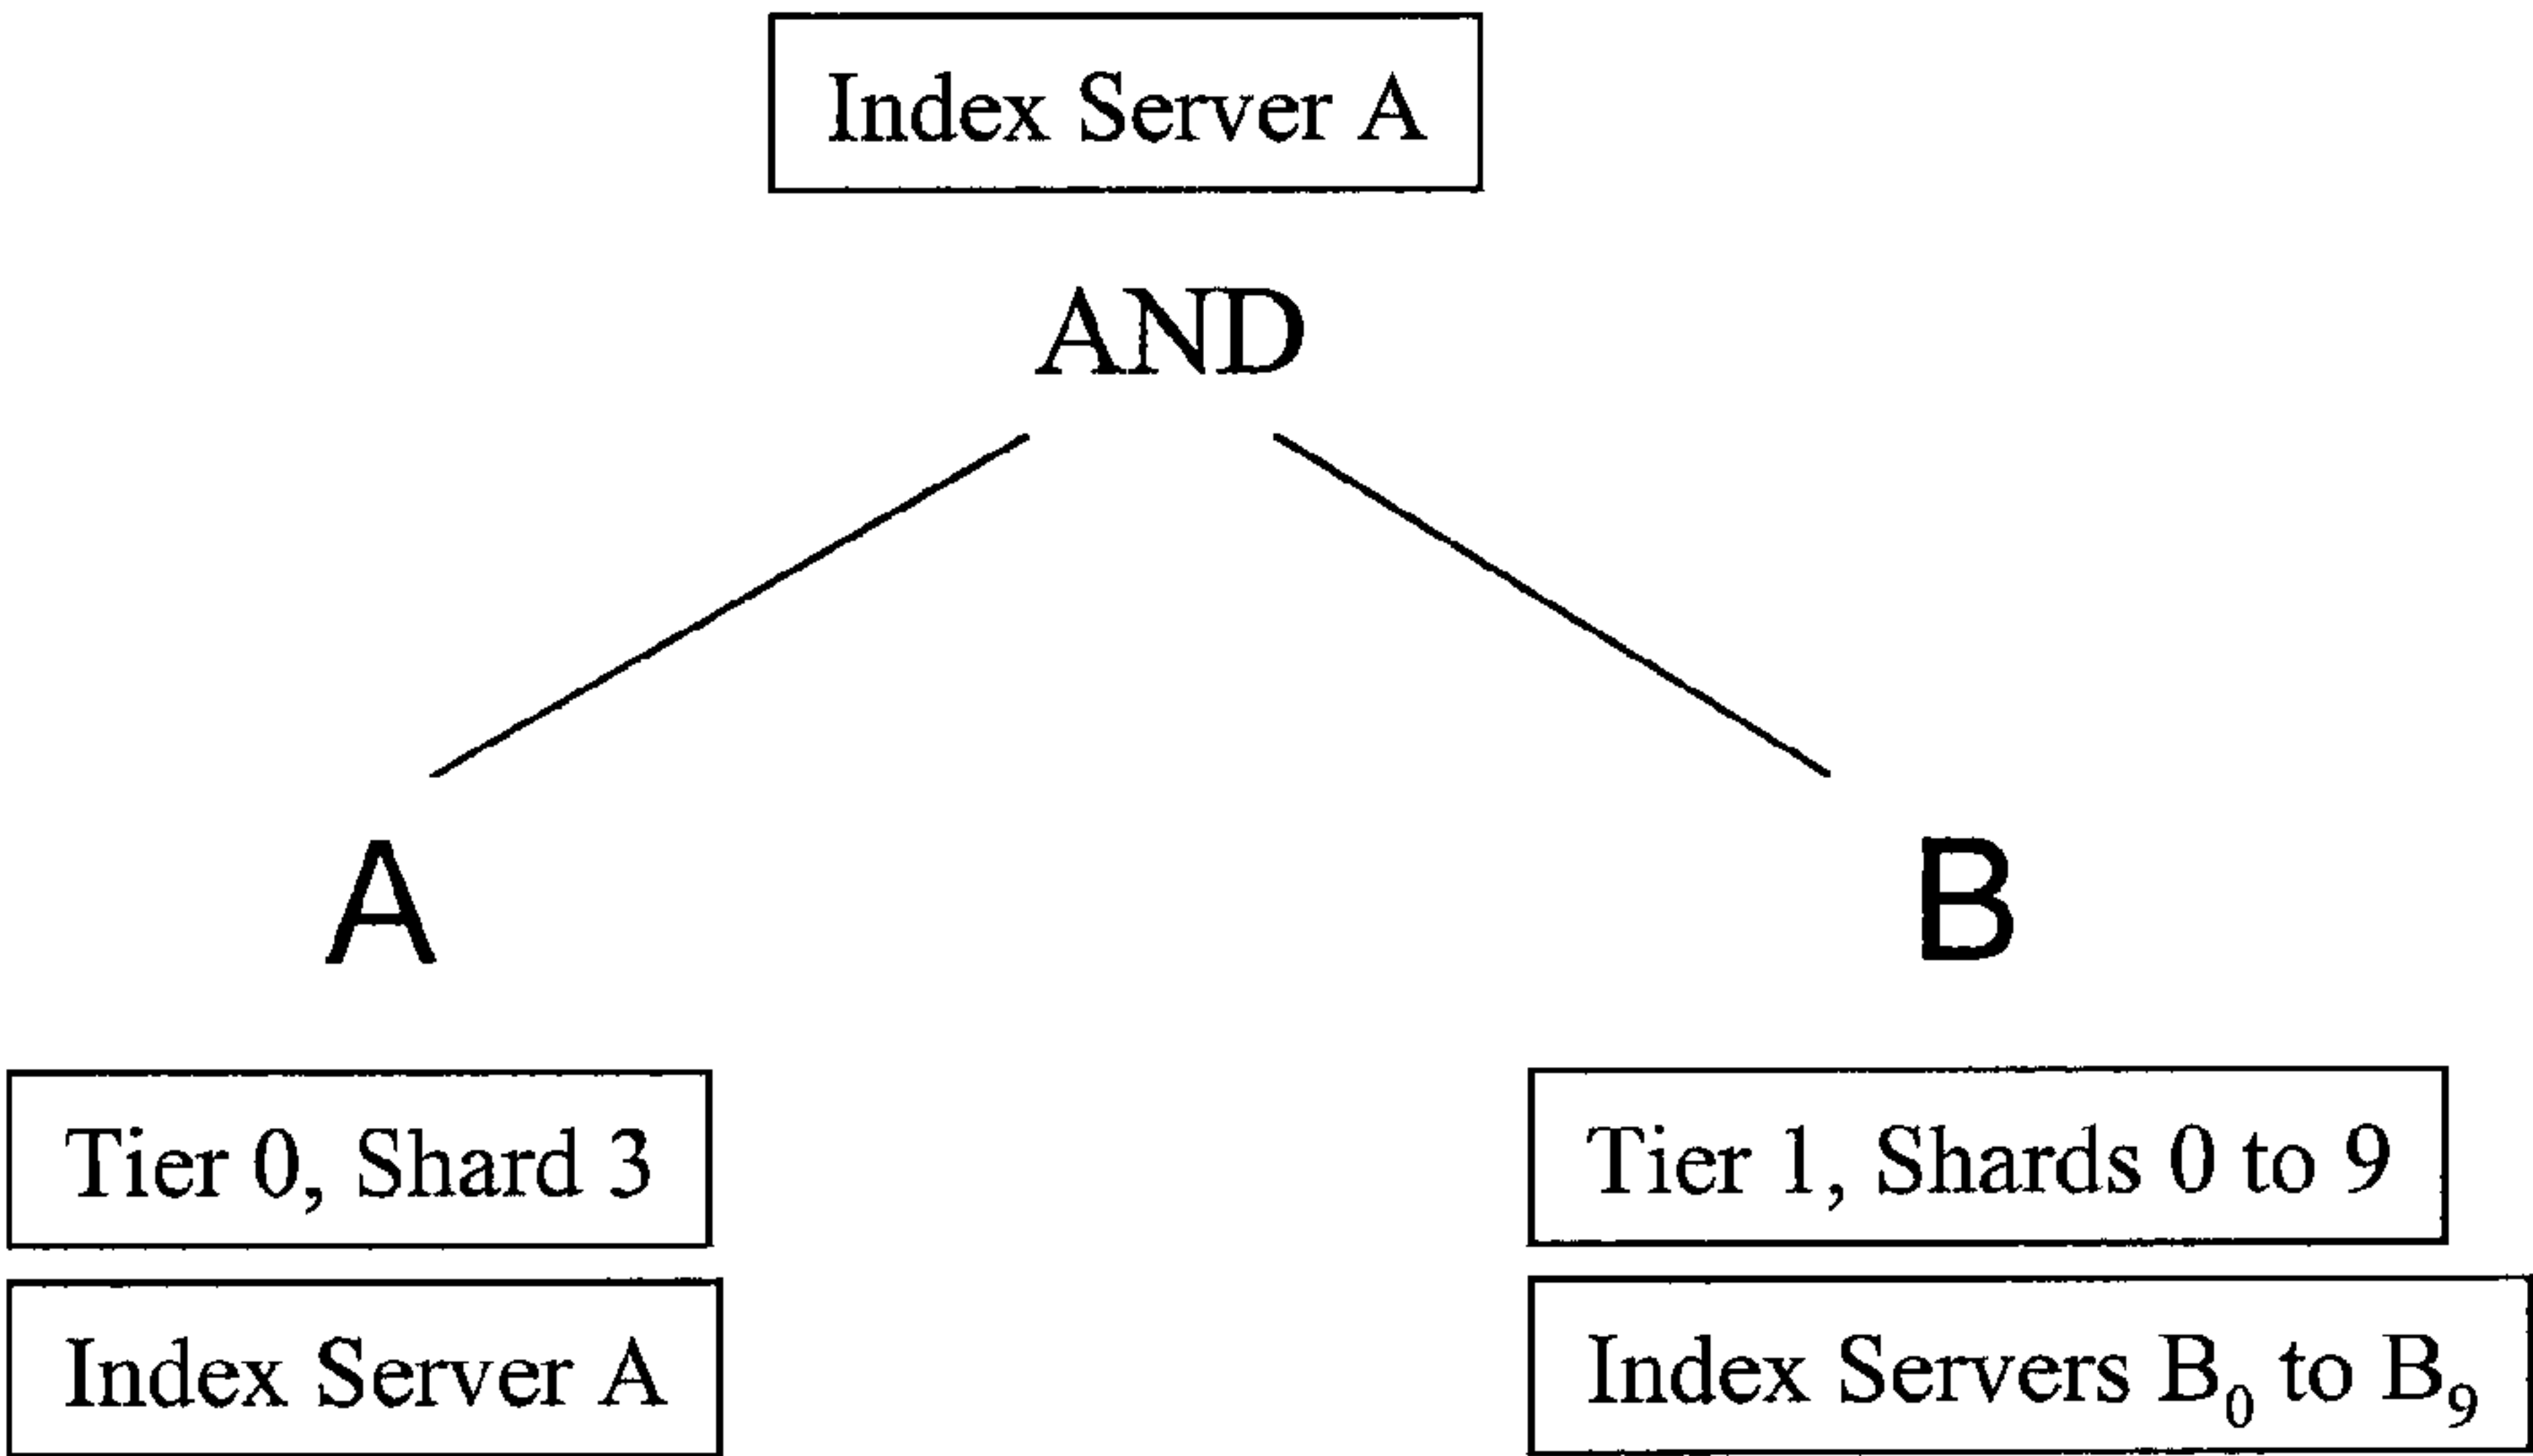 Index Server A
AND
A
B
Tier 0, Shard 3
Tier 1, Shards 0 to 9
Index Server A
Index Servers B₀ to B₉